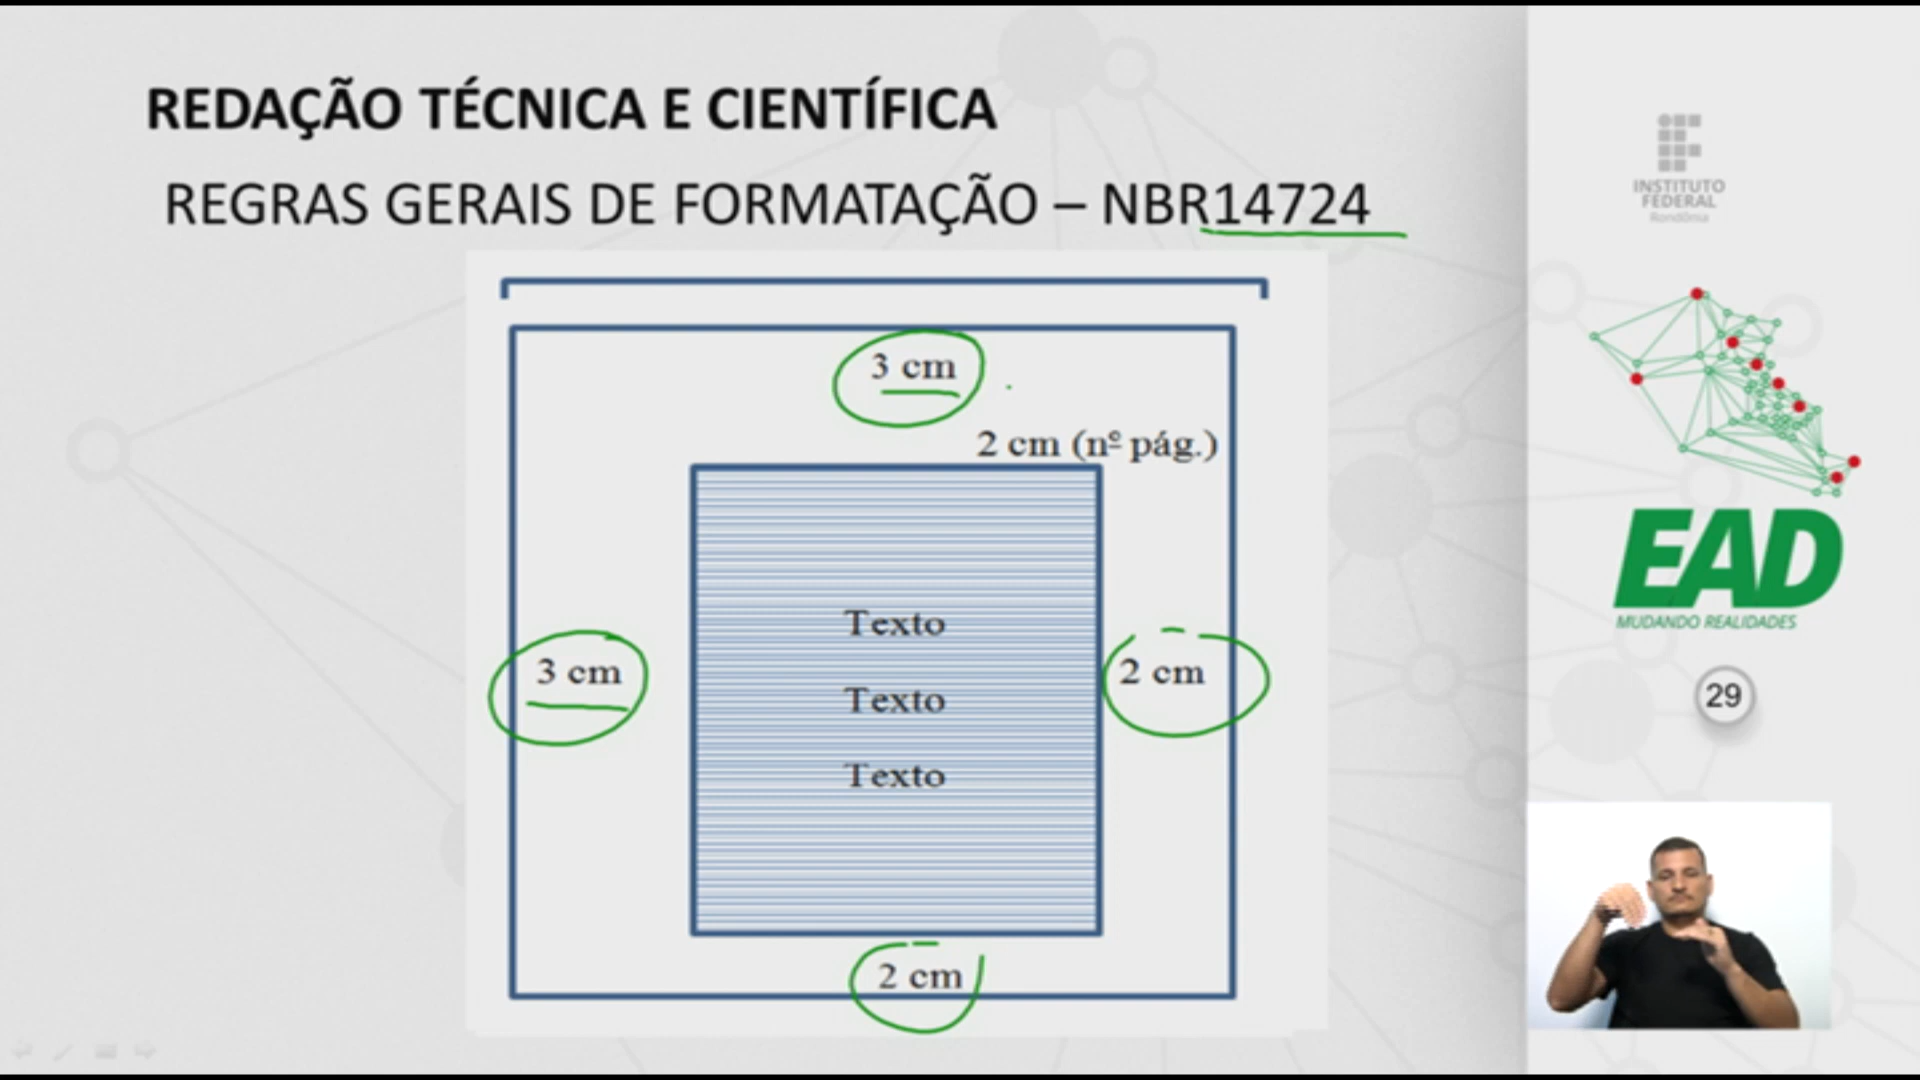 REDAÇÃO TÉCNICA E CIENTÍFICA
REGRAS GERAIS DE FORMATAÇÃO – NBR14724
3 cm
2 cm (nº pág.)
Texto
3 cm
2 cm
Texto
Texto
2 cm
INSTITUTO
FEDERAL
Rondônia
EAD
MUDANDO REALIDADES
29